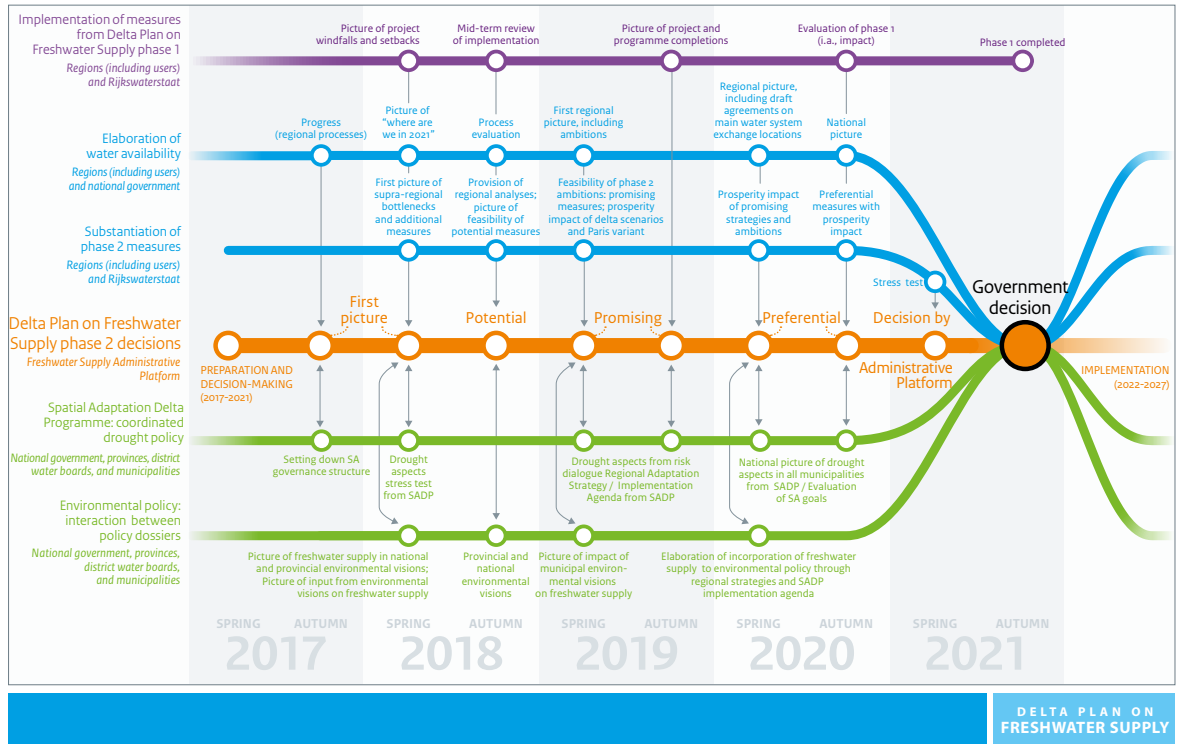 Implementation of measures
from Delta Plan on
Freshwater Supply phase 1
Regions (including users)
and Rijkswaterstaat
Picture of project
windfalls and setbacks
Mid-term review
of implementation
Picture of project and
programme completions
Evaluation of phase 1
(i.a., impact)
Phase 1 completed
Elaboration of
water availability
Regions (including users)
and national government
Progress
(regional processes)
Picture of
"where are
we in 2021"
Process
evaluation
First regional
picture, including
ambitions
Regional picture,
including draft
agreements on
main water system
exchange locations
National
picture
Substantiation of
phase 2 measures
Regions (including users)
and Rijkswaterstaat
First picture of
supra-regional
bottlenecks
and additional
measures
Provision of
regional analyses;
picture of
feasibility of
potential measures
Feasibility of phase 2
ambitions: promising
measures; prosperity
impact of delta scenarios
and Paris variant
Prosperity impact
of promising
strategies and
ambitions
Preferential
measures with
prosperity
impact
Stress test
Government
decision
Delta Plan on Freshwater
Supply phase 2 decisions
Freshwater Supply Administrative
Platform
First
picture
Potential
Promising
Preferential
Decision by
Administrative
Platform
PREPARATION AND
DECISION-MAKING
(2017-2021)
IMPLEMENTATION
(2022-2027)
Spatial Adaptation Delta
Programme: coordinated
drought policy
National government, provinces, district
water boards, and municipalities
Setting down SA
governance structure
Drought
aspects
stress test
from SADP
Drought aspects from risk
dialogue Regional Adaptation
Strategy / Implementation
Agenda from SADP
National picture of drought
aspects in all municipalities
from SADP / Evaluation
of SA goals
Environmental policy:
interaction between
policy dossiers
National government, provinces,
district water boards,
and municipalities
Picture of freshwater supply in national
and provincial environmental visions;
Picture of input from environmental
visions on freshwater supply
Provincial and
national
environmental
visions
Picture of impact of
municipal environ-
mental visions
on freshwater supply
Elaboration of incorporation of freshwater
supply to environmental policy through
regional strategies and SADP
implementation agenda
SPRING AUTUMN SPRING AUTUMN SPRING AUTUMN SPRING AUTUMN SPRING AUTUMN
2017 2018 2019 2020 2021
DELTA PLAN ON
FRESHWATER SUPPLY